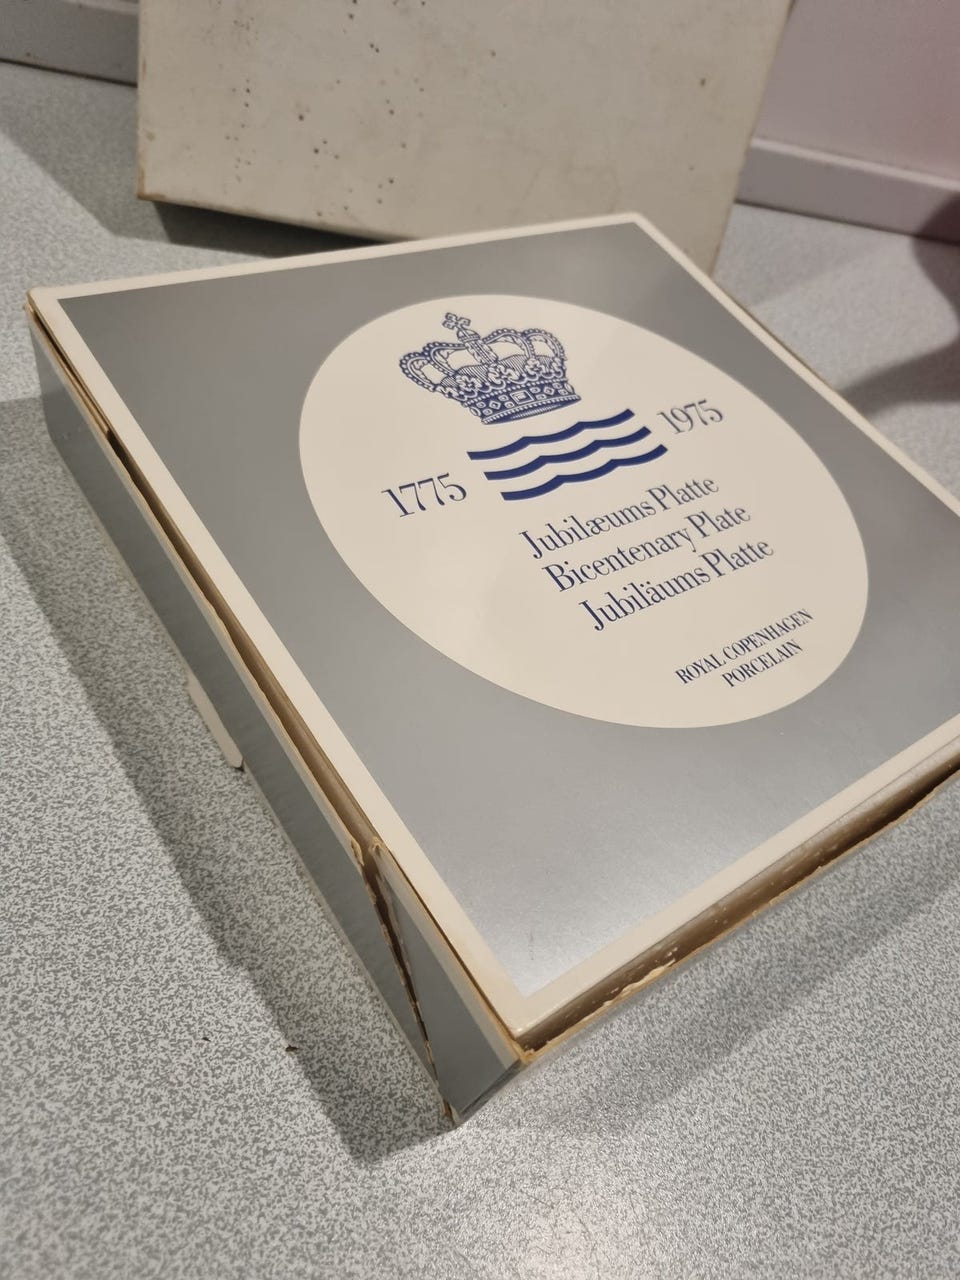 1775
1975
Jubilæums Platte
Bicentenary Plate
Jubiläums Platte
ROYAL COPENHAGEN
PORCELAIN